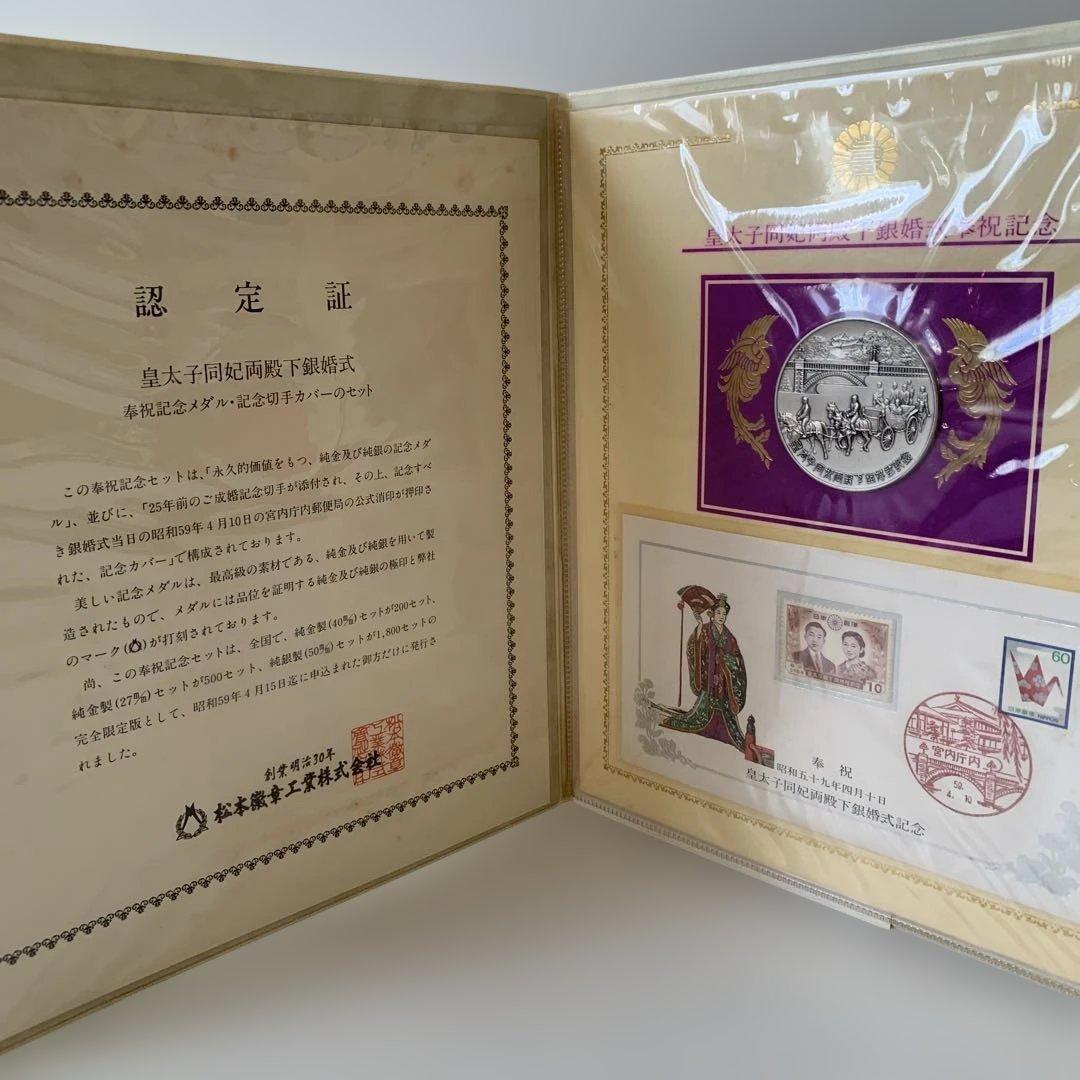 認定証
皇太子同妃両殿下銀婚式
奉祝記念メダル・記念切手カバーのセット
この奉祝記念セットは、「永久的価値をもつ、純金及び純銀の記念メダ
ル」、並びに、「25年前のご成婚記念切手が添付され、その上、記念すべ
き銀婚式当日の昭和59年4月10日の宮内庁内郵便局の公式消印が押印さ
れた、記念カバー」で構成されております。
美しい記念メダルは、最高級の素材である、純金及び純銀を用いて製
造されたもので、メダルには品位を証明する純金及び純銀の極印と弊社
のマーク()が打刻されております。
尚、この奉祝記念セットは、全国で、純金製(40㎜)セットが200セット、
純金製(27㎜)セットが500セット、純銀製(50㎜)セットが1,800セットの
完全限定版として、昭和59年4月15日迄に申込まれた御方だけに発行さ
れました。
創業明治30年
松本徽章工業株式会社
皇太子同妃両殿下銀婚式奉祝記念
日本郵便
10
60
日本郵便 NIPPON
宮内庁内
59.
4.10
奉祝
昭和五十九年四月十日
皇太子同妃両殿下銀婚式記念